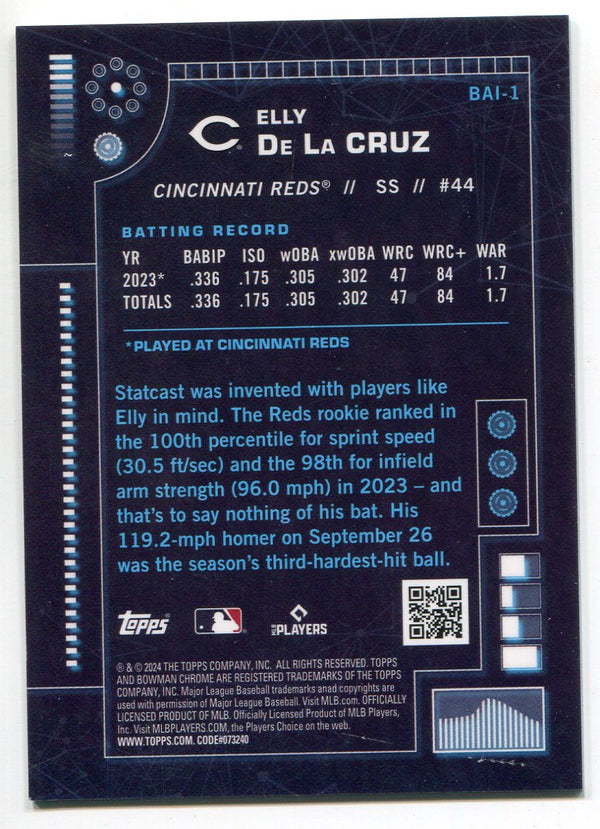 BAI-1
ELLY
DE LA CRUZ
CINCINNATI REDS® // SS // #44
BATTING RECORD
YR BABIP ISO wOBA xwOBA WRC WRC+ WAR
2023* .336 .175 .305 .302 47 84 1.7
TOTALS .336 .175 .305 .302 47 84 1.7
*PLAYED AT CINCINNATI REDS
Statcast was invented with players like
Elly in mind. The Reds rookie ranked in
the 100th percentile for sprint speed
(30.5 ft/sec) and the 98th for infield
arm strength (96.0 mph) in 2023 – and
that's to say nothing of his bat. His
119.2-mph homer on September 26
was the season's third-hardest-hit ball.
TOPPS
MLB PLAYERS
® & © 2024 THE TOPPS COMPANY, INC. ALL RIGHTS RESERVED. TOPPS
AND BOWMAN CHROME ARE REGISTERED TRADEMARKS OF THE TOPPS
COMPANY, INC. Major League Baseball trademarks anad copyrights are
used with permission of Major League Baseball. Visit MLB.com. OFFICIALLY
LICENSED PRODUCT OF MLB. Officially Licensed Product of MLB Players,
Inc. Visit MLBPLAYERS.COM, the Players Choice on the web.
WWW.TOPPS.COM. CODE#073240